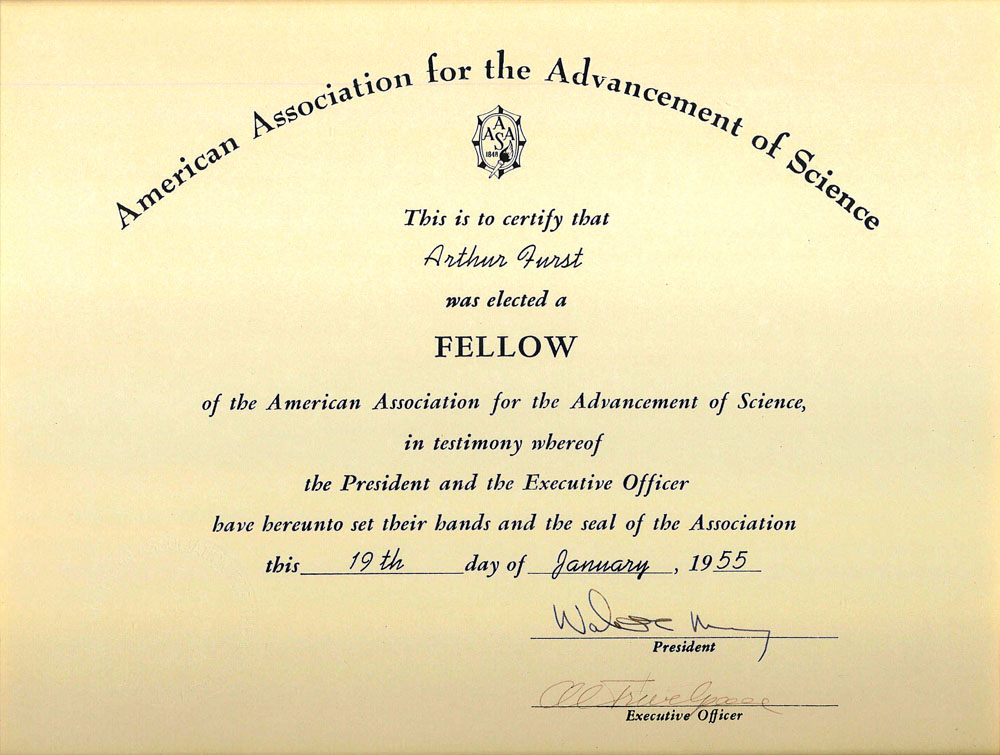 American Association for the Advancement of Science
A
A S A
1848
This is to certify that
Arthur Furst
was elected a
FELLOW
of the American Association for the Advancement of Science,
in testimony whereof
the President and the Executive Officer
have hereunto set their hands and the seal of the Association
this 19th day of January, 1955
President
Executive Officer